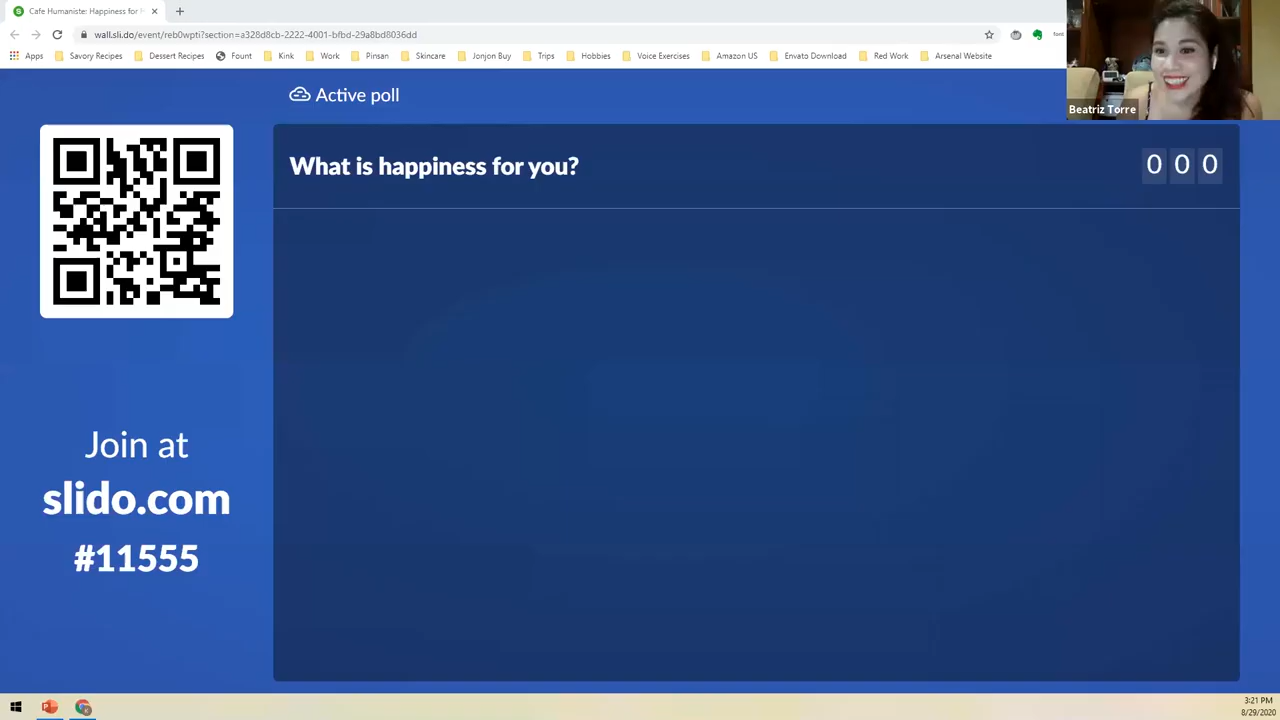 Cafe Humaniste: Happiness for
wall.sli.do/event/reb0wpti?section=a328d8cb-2222-4001-bfbd-29a8bd8036dd
Apps Savory Recipes Dessert Recipes Fount Kink Work Pinsan Skincare Jonjon Buy Trips Hobbies Voice Exercises Amazon US Envato Download Red Work Arsenal Website
Beatriz Torre
Active poll
What is happiness for you?
0 0 0
Join at
slido.com
#11555
3:21 PM
8/29/2020